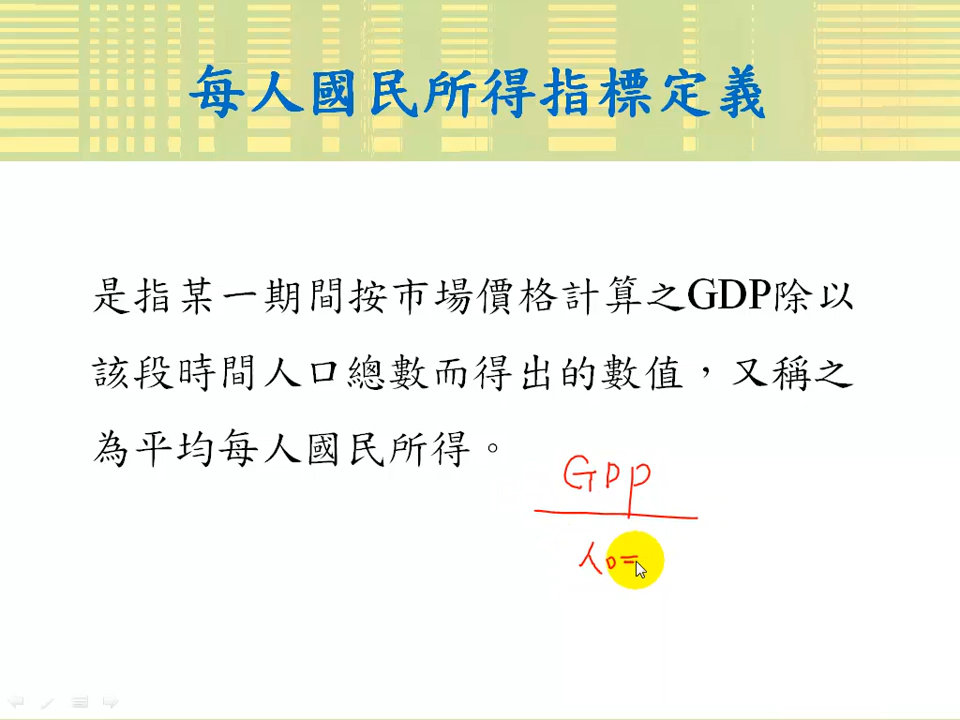 每人國民所得指標定義
是指某一期間按市場價格計算之GDP除以
該段時間人口總數而得出的數值，又稱之
為平均每人國民所得。
GDP
人口=